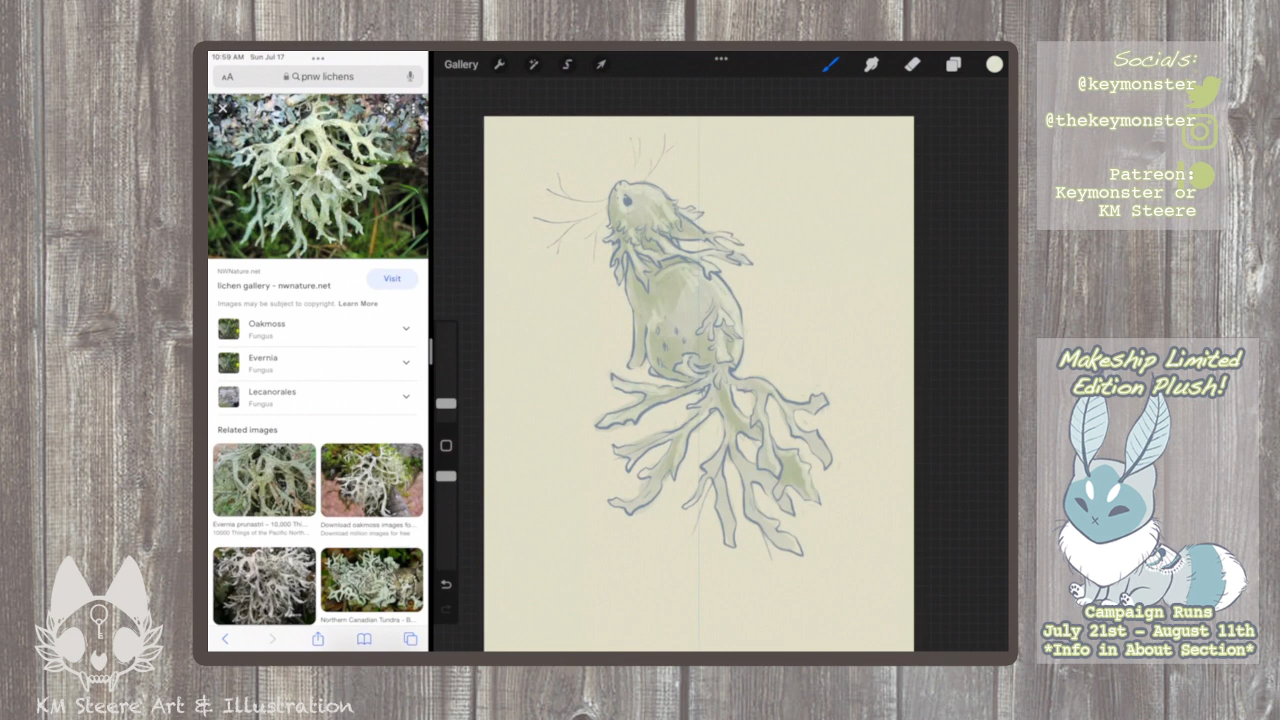 10:59 AM Sun Jul 17
AA
pnw lichens
NWNature.net
lichen gallery - nwnature.net
Visit
Images may be subject to copyright. Learn More
Oakmoss
Fungus
Evernia
Fungus
Lecanorales
Fungus
Related images
Evernia prunastri - 10,000 Thi...
10000 Things of the Pacific North...
Download oakmoss images fo...
Download million images for free
Northern Canadian Tundra - B...
Gallery
Socials:
@keymonster
@thekeymonster
Patreon:
Keymonster or
KM Steere
Makeship Limited
Edition Plush!
Campaign Runs
July 21st - August 11th
*Info in About Section*
KM Steere Art & Illustration